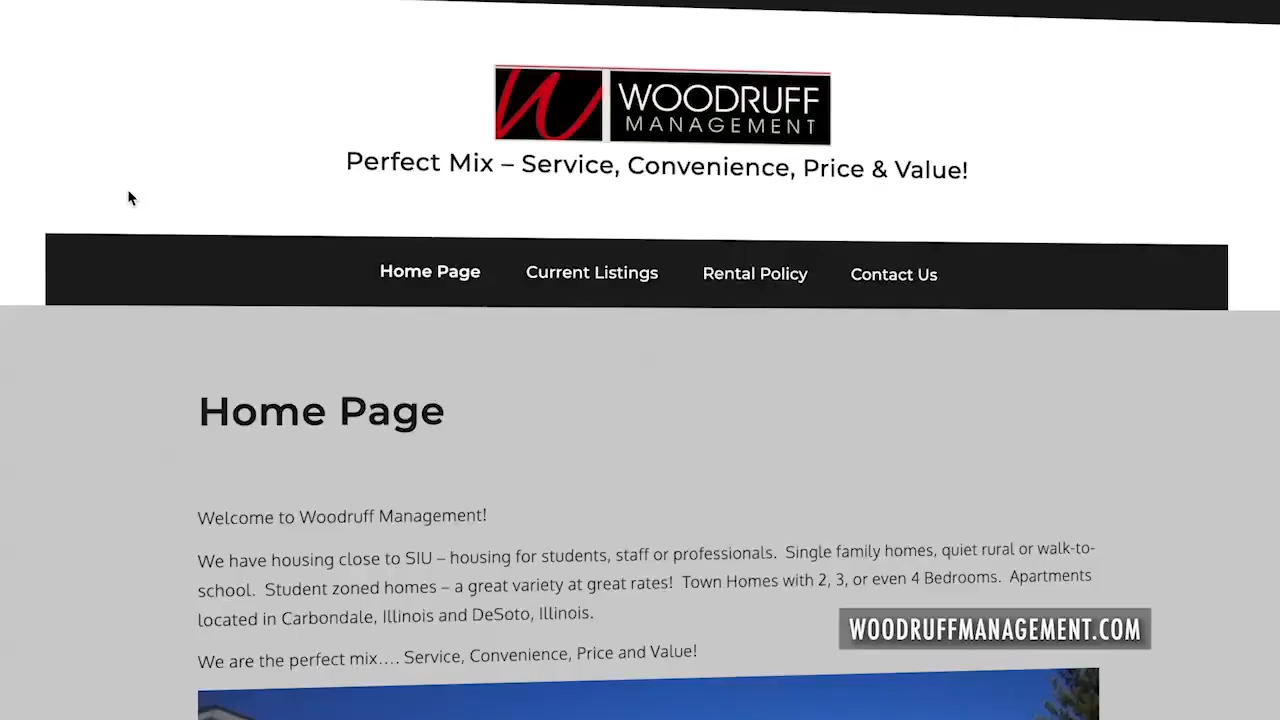 WOODRUFF
MANAGEMENT
Perfect Mix – Service, Convenience, Price & Value!
Home Page Current Listings Rental Policy Contact Us
Home Page
Welcome to Woodruff Management!
We have housing close to SIU – housing for students, staff or professionals. Single family homes, quiet rural or walk-to-
school. Student zoned homes – a great variety at great rates! Town Homes with 2, 3, or even 4 Bedrooms. Apartments
located in Carbondale, Illinois and DeSoto, Illinois.
WOODRUFFMANAGEMENT.COM
We are the perfect mix…. Service, Convenience, Price and Value!